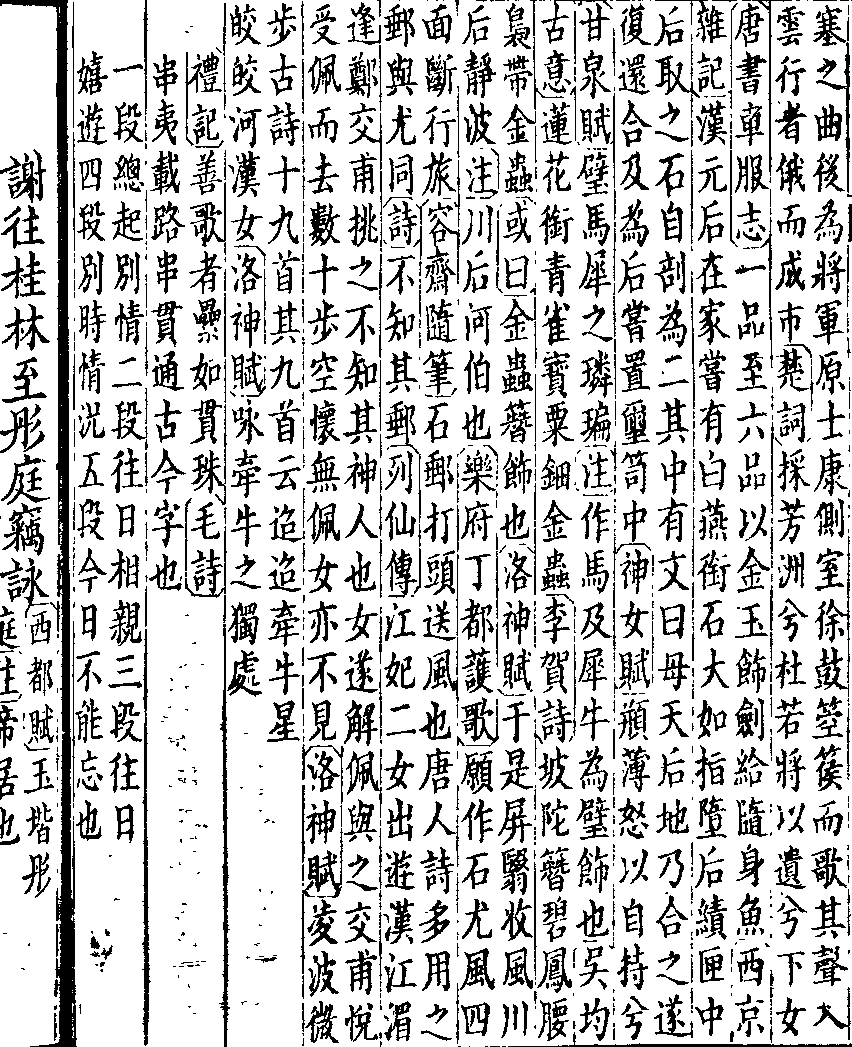 塞之曲後為將軍原士康側室徐鼓箜篌而歌其聲入
雲行者俄而成市楚詞採芳洲兮杜若將以遺兮下女
唐書車服志一品至六品以金玉飾劍給隨身魚西京
雜記漢元后在家嘗有白燕銜石大如指墮后績匣中
后取之石自剖為二其中有文曰母天后地乃合之遂
復還合及為后嘗置璽笥中神女賦頩薄怒以自持兮
甘泉賦璧馬犀之璘㻞注作馬及犀牛為璧飾也吳均
古意蓮花銜青雀寶粟鈿金蟲李賀詩坡陀簪碧鳳腰
裊帶金蟲或曰金蟲簪飾也洛神賦于是屏翳收風川
后靜波注川后河伯也樂府丁都護歌願作石尤風四
面斷行旅容齋隨筆石郵打頭送風也唐人詩多用之
郵與尤同詩不知其郵列仙傳江妃二女出遊漢江湄
逢鄭交甫挑之不知其神人也女遂解佩與之交甫悅
受佩而去數十步空懷無佩女亦不見洛神賦凌波微
步古詩十九首其九首云迢迢牽牛星
皎皎河漢女洛神賦咏牽牛之獨處
禮記善歌者纍如貫珠毛詩
串夷載路串貫通古今字也
一段總起別情二段往日相親三段往日
嬉遊四段別時情況五段今日不能忘也
謝往桂林至彤庭竊詠西都賦玉堦彤